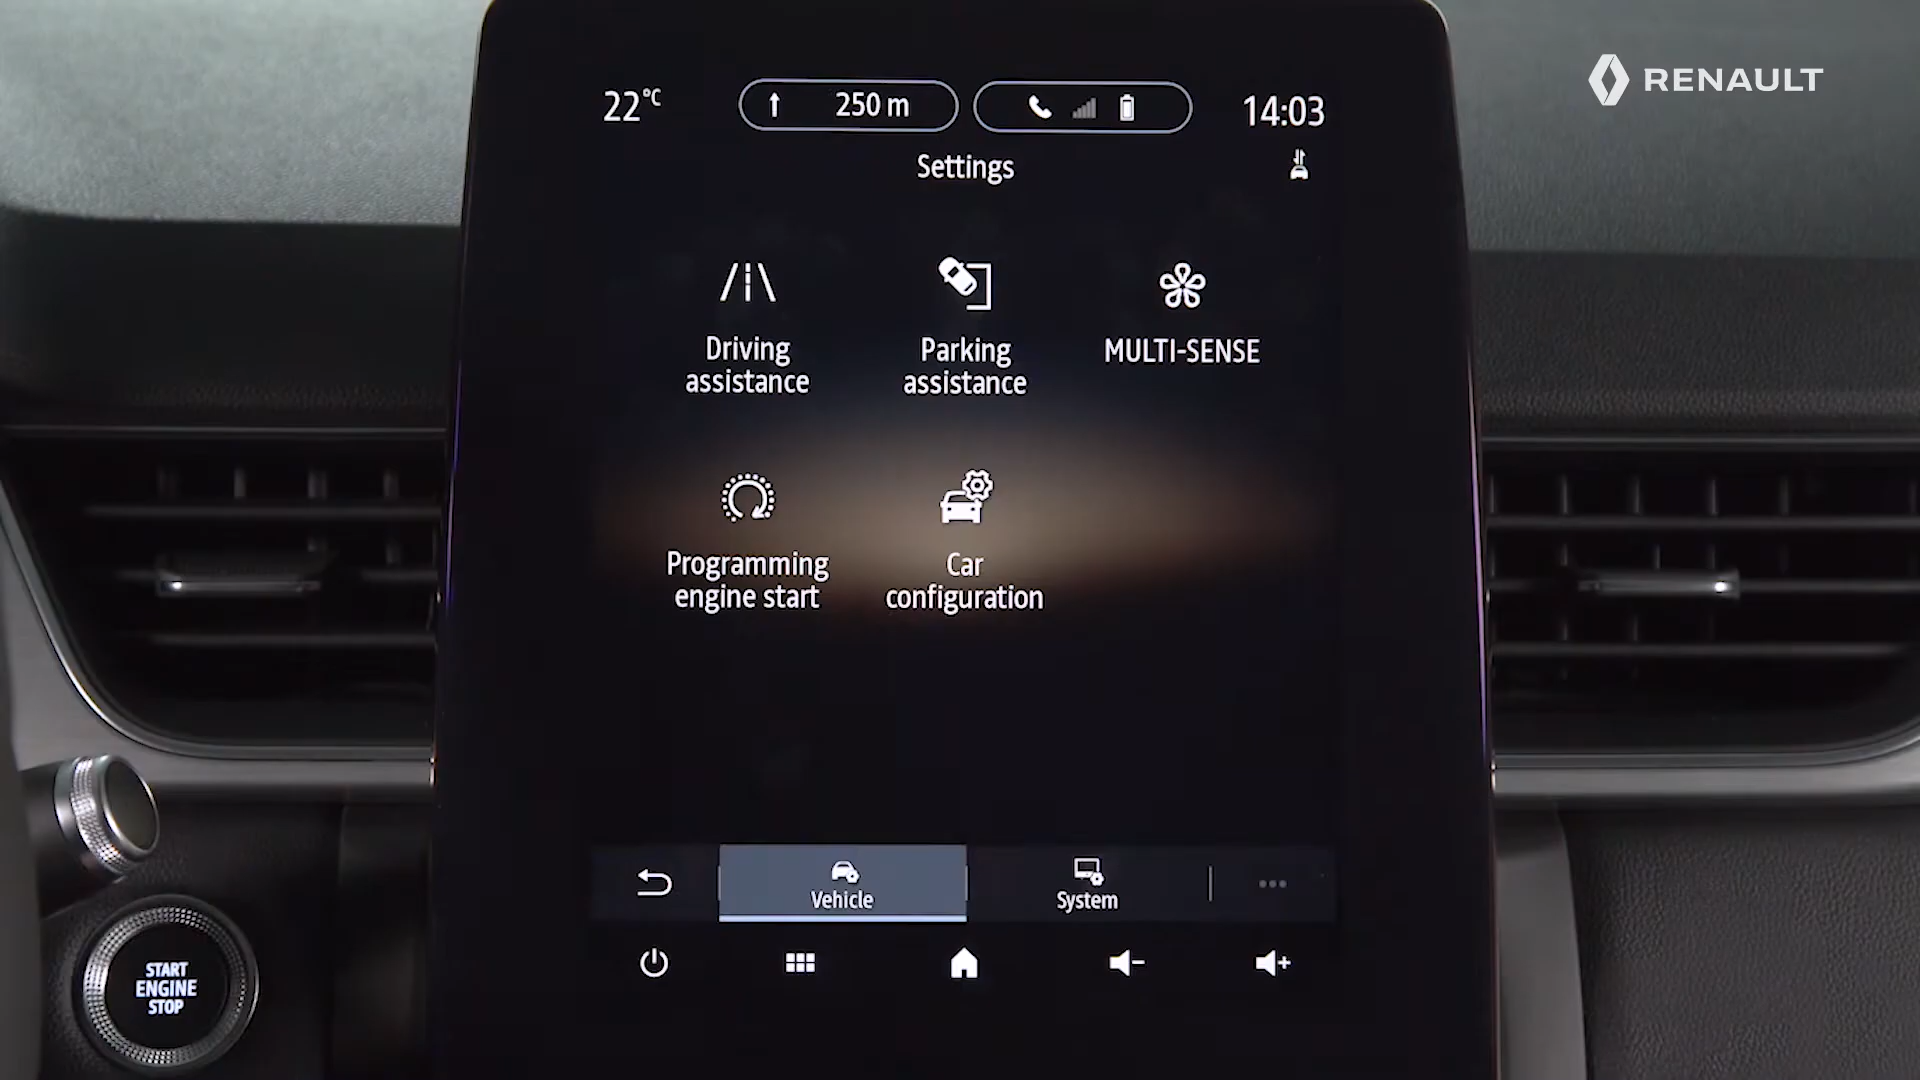 RENAULT
22°C
250 m
14:03
Settings
Driving
assistance
Parking
assistance
MULTI-SENSE
Programming
engine start
Car
configuration
Vehicle
System
START
ENGINE
STOP